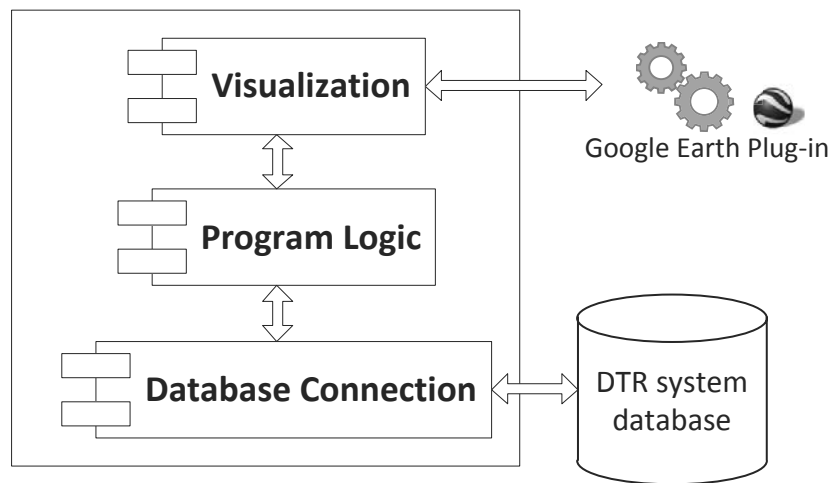 Visualization
Google Earth Plug-in
Program Logic
Database Connection
DTR system
database